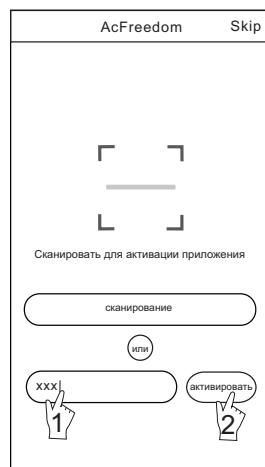 AcFreedom Skip
Сканировать для активации приложения
сканирование
или
xxx активировать
1 2